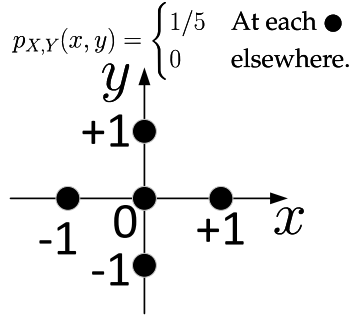 p_{X,Y}(x, y) = { 1/5 At each ●
0 elsewhere.
y
+1
0
x
-1
+1
-1